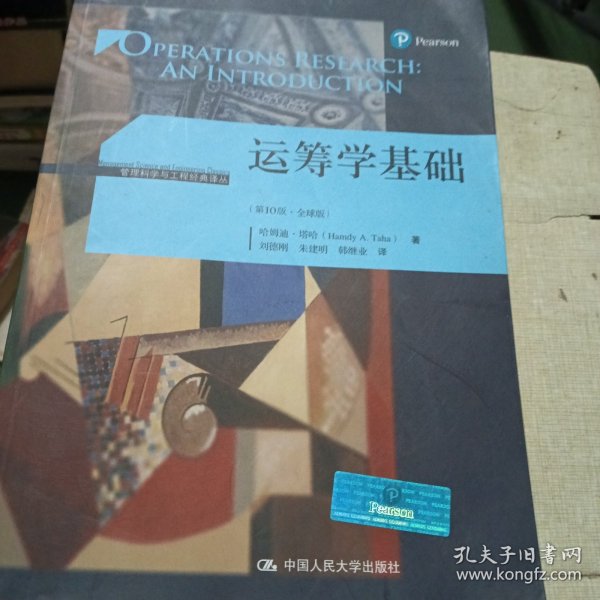 OPERATIONS RESEARCH:
AN INTRODUCTION
Pearson
管理科学与工程经典译丛
运筹学基础
(第10版·全球版)
哈姆迪·塔哈(Hamdy A. Taha) 著
刘德刚 朱建明 韩继业 译
PEARSON
Pearson
中国人民大学出版社
孔夫子旧书网
www.kongfz.com